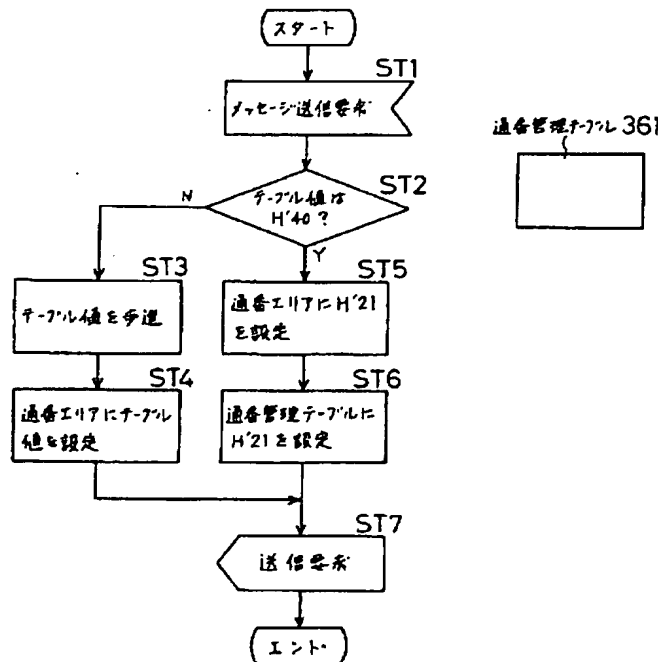 スタート
ST1
メッセージ送信要求
通番管理テーブル 361
ST2
テーブル値は
H'40?
N
Y
ST3
テーブル値を歩進
ST5
通番エリアにH'21
を設定
ST4
通番エリアにテーブル
値を設定
ST6
通番管理テーブルに
H'21を設定
ST7
送信要求
エンド